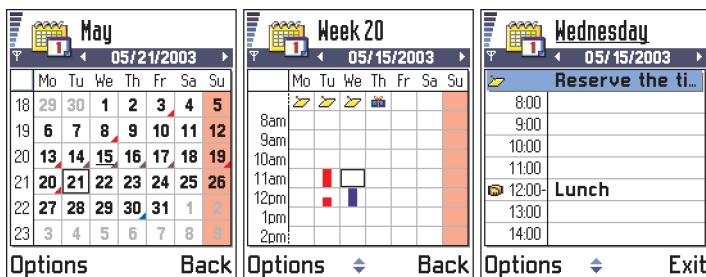 May
1.
05/21/2003
Mo Tu We Th Fr Sa Su
18 29 30 1 2 3 4 5
19 6 7 8 9 10 11 12
20 13 14 15 16 17 18 19
21 20 21 22 23 24 25 26
22 27 28 29 30 31 1 2
23 3 4 5 6 7 8 9
Options Back
Week 20
1.
05/15/2003
Mo Tu We Th Fr Sa Su
8am
9am
10am
11am
12pm
1pm
2pm
Options Back
Wednesday
1.
05/15/2003
Reserve the ti...
8:00
9:00
10:00
11:00
12:00- Lunch
13:00
14:00
Options Exit